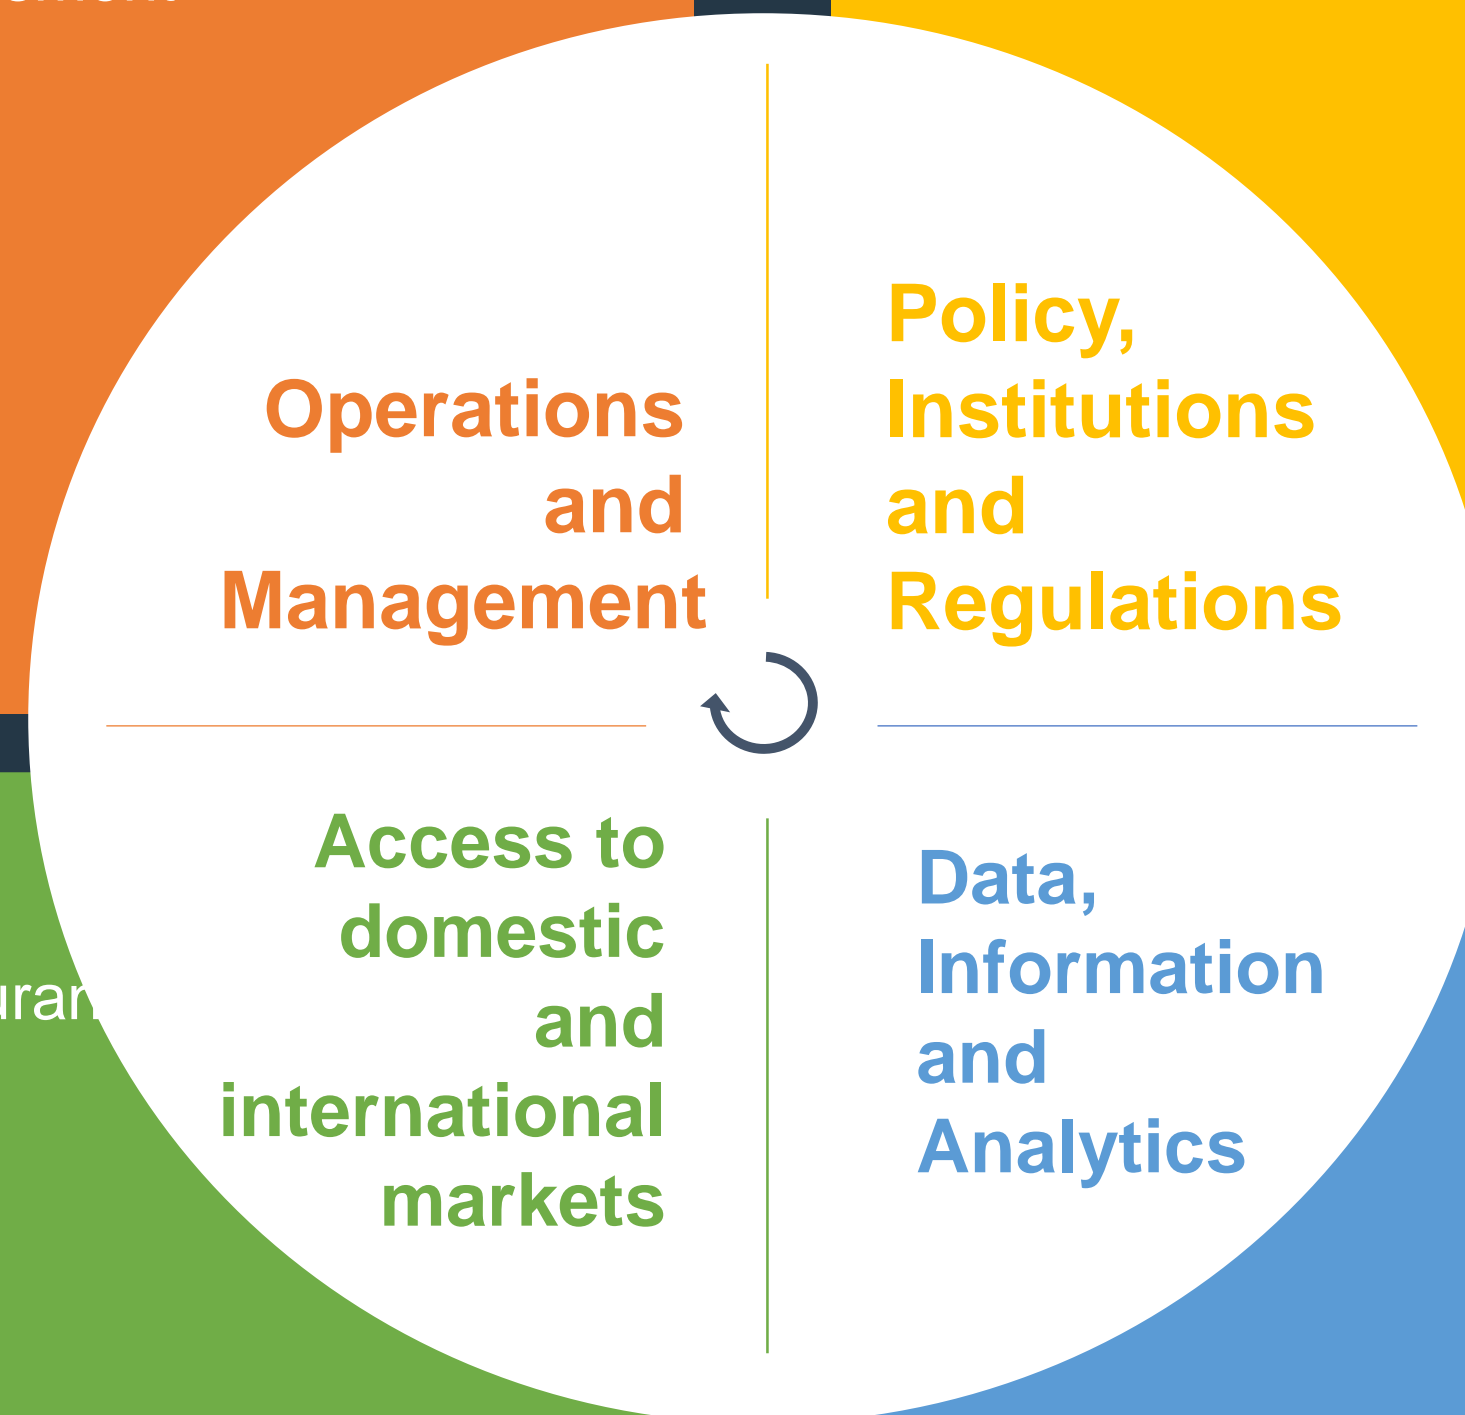 Operations
and
Management
Policy,
Institutions
and
Regulations
Access to
domestic
and
international
markets
Data,
Information
and
Analytics